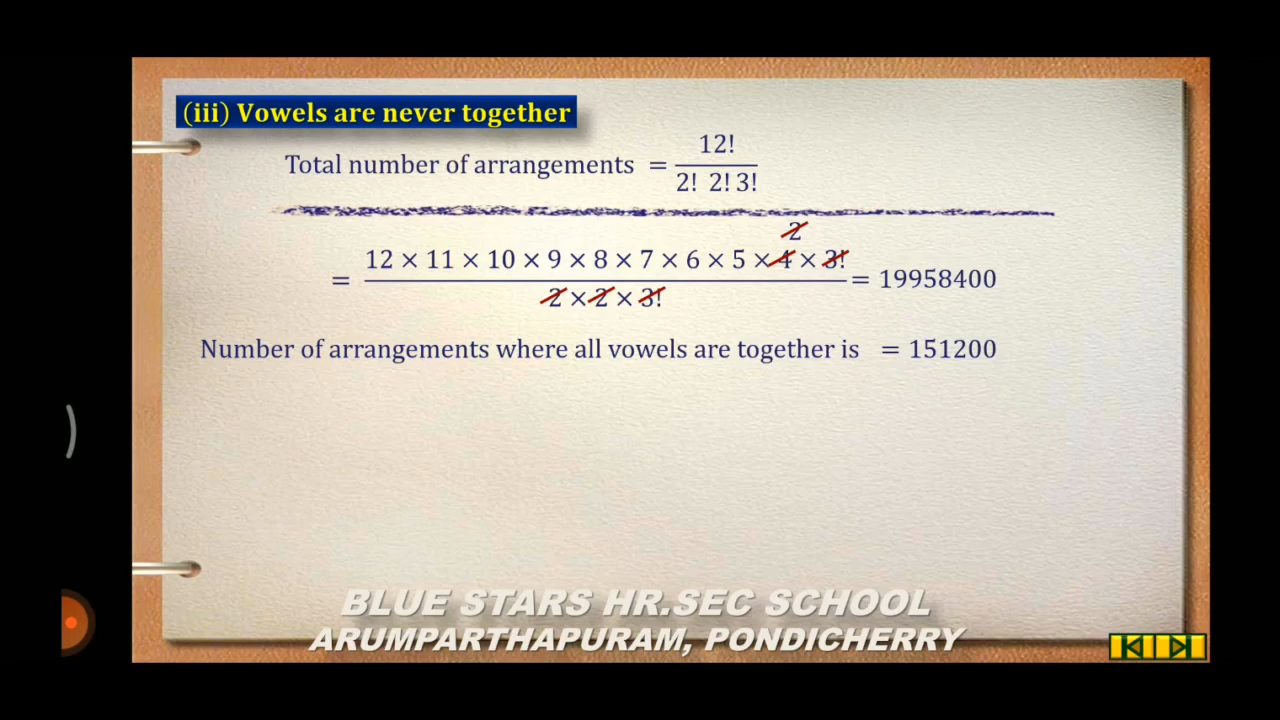 (iii) Vowels are never together
Total number of arrangements = 12! / 2! 2! 3!
2
= 12 × 11 × 10 × 9 × 8 × 7 × 6 × 5 × 4 × 3! / 2 × 2 × 3! = 19958400
Number of arrangements where all vowels are together is = 151200
BLUE STARS HR.SEC SCHOOL
ARUMPARTHAPURAM, PONDICHERRY